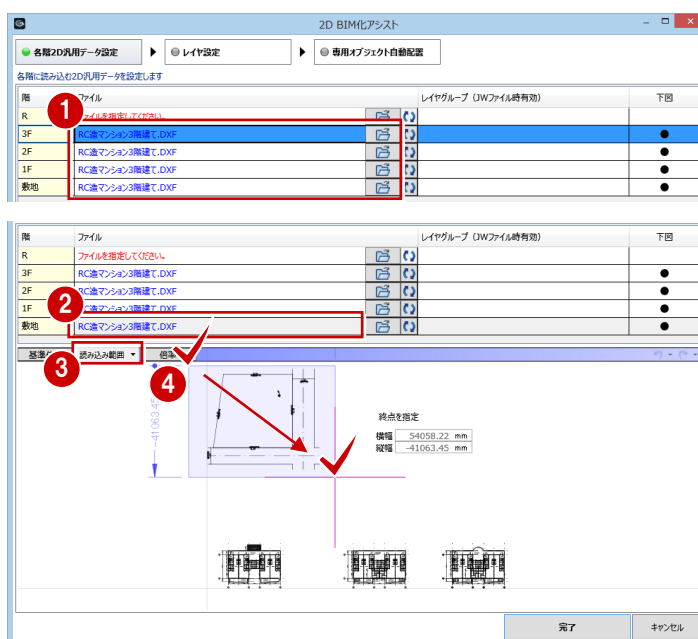 2D BIM化アシスト
各階2D汎用データ設定 レイヤ設定 専用オブジェクト自動配置
各階に読み込む2D汎用データを設定します
階 ファイル レイヤグループ（JWファイル時有効） 下図
1
R ファイルを指定してください。
3F RC造マンション3階建て.DXF ●
2F RC造マンション3階建て.DXF ●
1F RC造マンション3階建て.DXF ●
敷地 RC造マンション3階建て.DXF ●
階 ファイル レイヤグループ（JWファイル時有効） 下図
R ファイルを指定してください。
3F RC造マンション3階建て.DXF ●
2F RC造マンション3階建て.DXF ●
1F RC造マンション3階建て.DXF ●
2
敷地 RC造マンション3階建て.DXF ●
読み込み範囲
3
4
-41063.45
終点を指定
横幅 54058.22 mm
縦幅 -41063.45 mm
完了 キャンセル